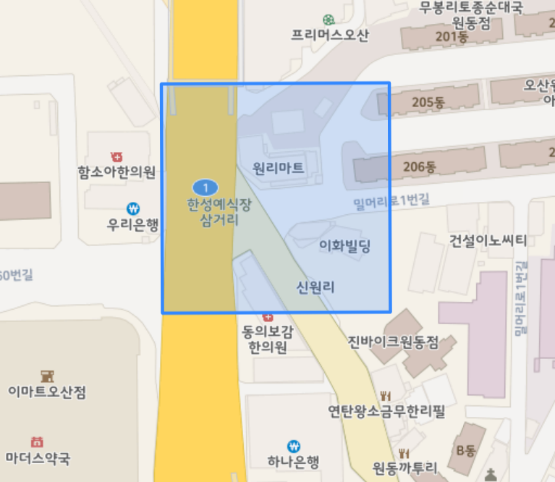 무봉리토종순대국
원동점
프리머스오산
201동
205동
오산원
아
함소아한의원
원리마트
206동
2
1
한성예식장
삼거리
밀머리로1번길
우리은행
이화빌딩
건설이노씨티
60번길
신원리
밀머리로1번길
동의보감
한의원
진바이크원동점
이마트오산점
연탄왕소금무한리필
마더스약국
하나은행
원동까투리
B동